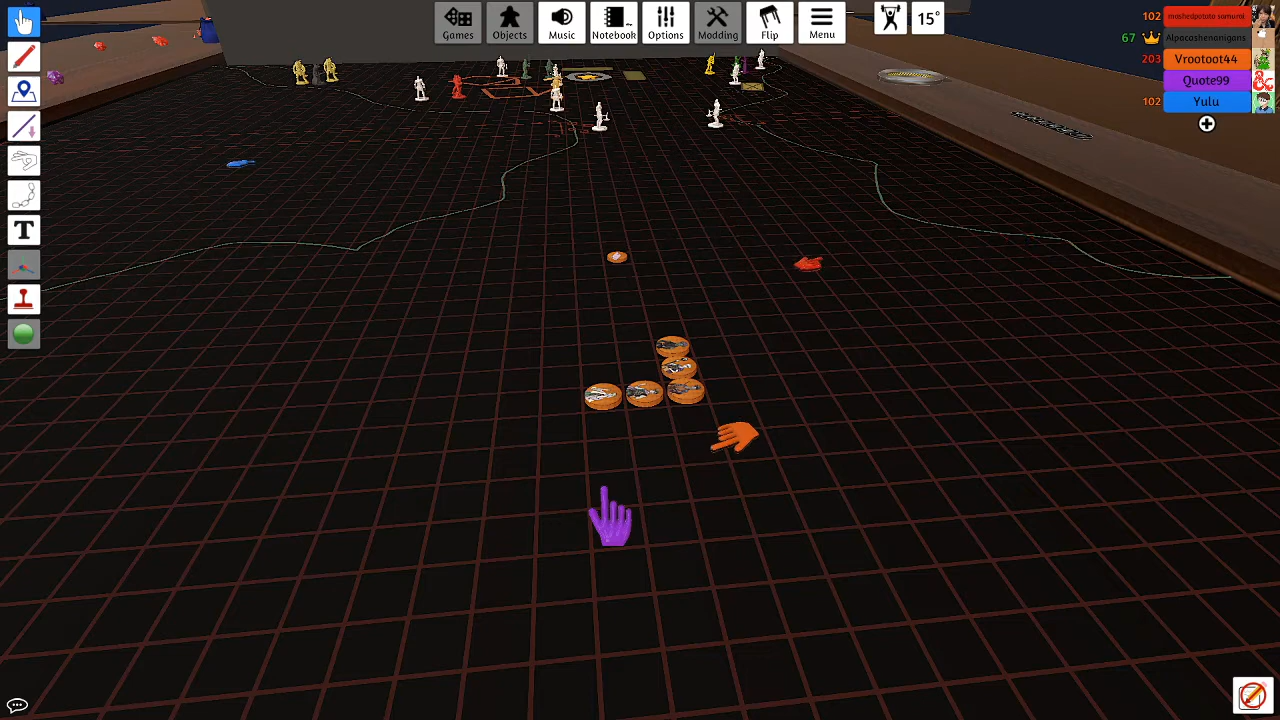 Games
Objects
Music
Notebook
Options
Modding
Flip
Menu
15°
102 mashedpotato samurai
67 Alpacashenanigans
203 Vrootoot44
Quote99
102 Yulu
T